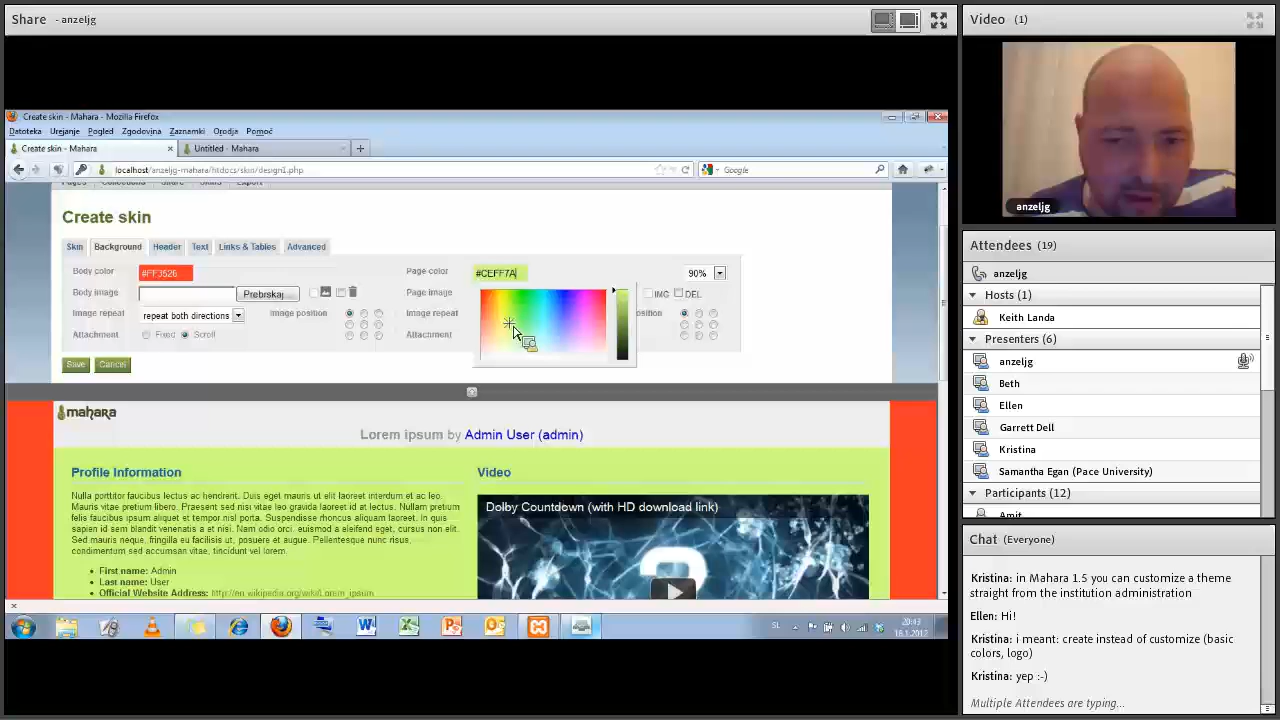 Share - anzeljg
Video (1)
Create skin - Mahara - Mozilla Firefox
Datoteka Urejanje Pogled Zgodovina Zaznamki Orodja Pomoč
Create skin - Mahara
Untitled - Mahara
localhost/anzeljg-mahara/htdocs/skin/design1.php
Google
Pages Collections Share Skins Export
Create skin
Skin Background Header Text Links & Tables Advanced
Body color #FF3526 Page color #CEFF7A 90%
Body image Prebrskaj... Page image IMG DEL
Image repeat repeat both directions Image position Image repeat position
Attachment Fixed Scroll Attachment
Save Cancel
mahara
Lorem ipsum by Admin User (admin)
Profile Information
Nulla porttitor faucibus lectus ac hendrerit. Duis eget mauris ut elit laoreet interdum et ac leo.
Mauris vitae pretium libero. Praesent sed nisi vitae leo gravida laoreet id at lectus. Nullam pretium
felis faucibus ipsum aliquet et tempor nisl porta. Suspendisse rhoncus aliquam laoreet. In quis
sapien id sem blandit venenatis a et nisi. Nam odio orci, euismod a eleifend eget, cursus non elit.
Sed mauris neque, fringilla eu facilisis ut, posuere et augue. Pellentesque nunc risus,
condimentum sed accumsan vitae, tincidunt vel lorem.
First name: Admin
Last name: User
Official Website Address: http://en.wikipedia.org/wiki/Lorem_ipsum
Video
Dolby Countdown (with HD download link)
SL
20:43
16.1.2012
anzeljg
Attendees (19)
anzeljg
Hosts (1)
Keith Landa
Presenters (6)
anzeljg
Beth
Ellen
Garrett Dell
Kristina
Samantha Egan (Pace University)
Participants (12)
Amit
Chat (Everyone)
Kristina: in Mahara 1.5 you can customize a theme
straight from the institution administration
Ellen: Hi!
Kristina: i meant: create instead of customize (basic
colors, logo)
Kristina: yep :-)
Multiple Attendees are typing...